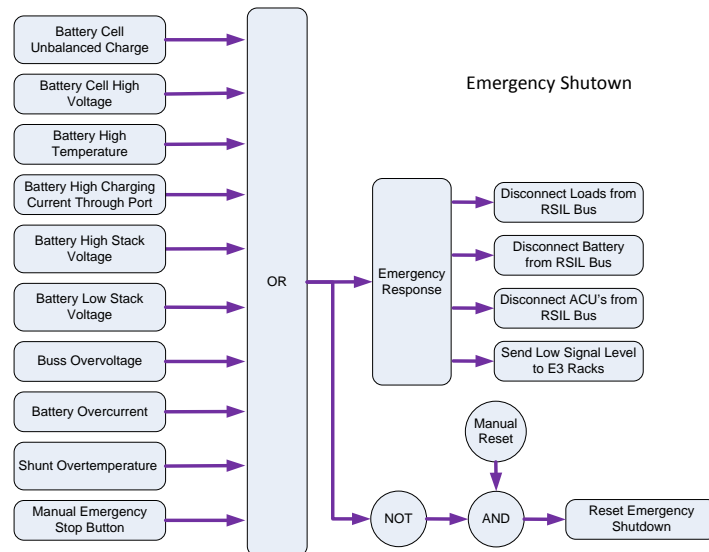 Battery Cell
Unbalanced Charge
Battery Cell High
Voltage
Battery High
Temperature
Battery High Charging
Current Through Port
Battery High Stack
Voltage
Battery Low Stack
Voltage
Buss Overvoltage
Battery Overcurrent
Shunt Overtemperature
Manual Emergency
Stop Button
OR
Emergency Shutown
Emergency
Response
Disconnect Loads from
RSIL Bus
Disconnect Battery
from RSIL Bus
Disconnect ACU's from
RSIL Bus
Send Low Signal Level
to E3 Racks
Manual
Reset
NOT
AND
Reset Emergency
Shutdown